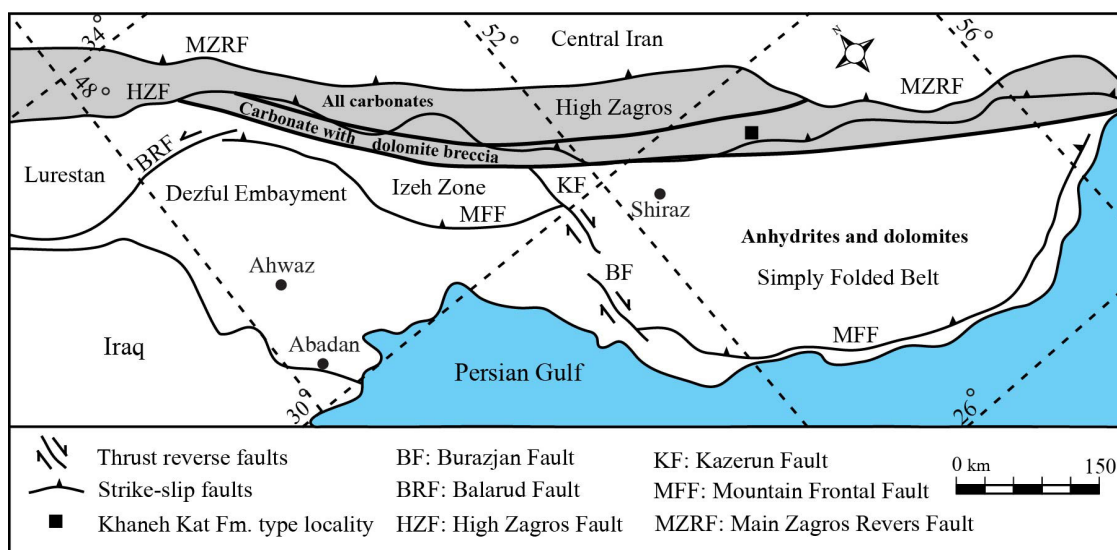 34°
MZRF
52°
Central Iran
56°
48°
HZF
All carbonates
High Zagros
MZRF
Carbonate with dolomite breccia
BRF
Lurestan
Dezful Embayment
Izeh Zone
KF
MFF
Shiraz
Anhydrites and dolomites
Ahwaz
BF
Simply Folded Belt
Iraq
Abadan
MFF
Persian Gulf
30°
26°
N
Thrust reverse faults
Strike-slip faults
Khaneh Kat Fm. type locality
BF: Burazjan Fault
BRF: Balarud Fault
HZF: High Zagros Fault
KF: Kazerun Fault
MFF: Mountain Frontal Fault
MZRF: Main Zagros Revers Fault
0 km 150